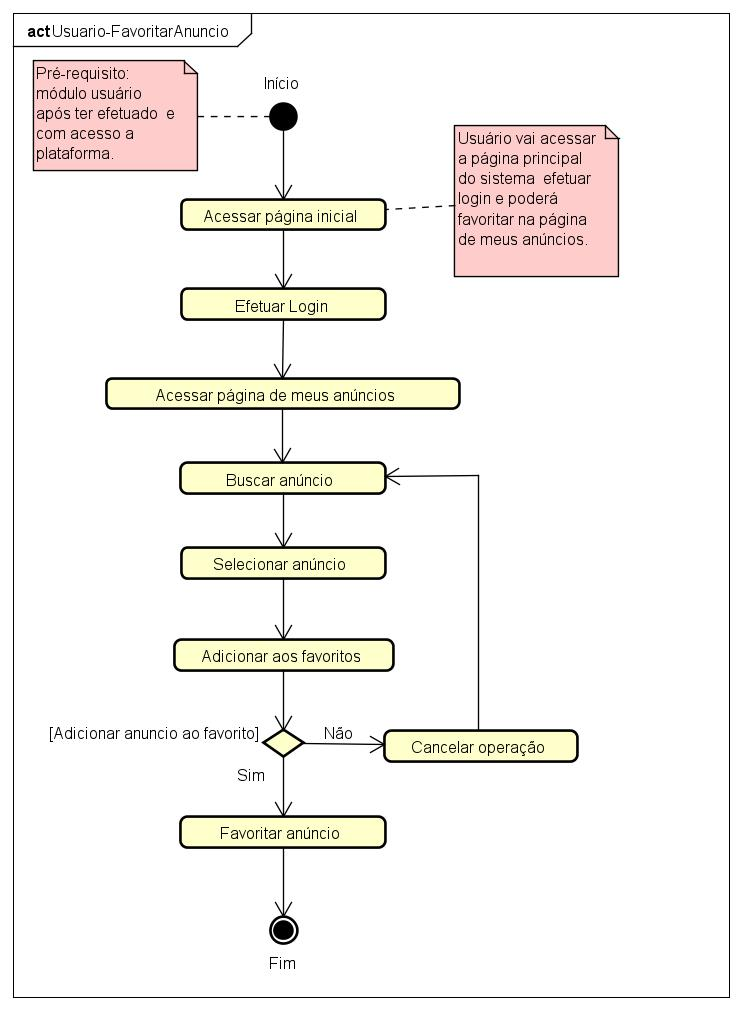 act Usuario-FavoritarAnuncio
Pré-requisito:
módulo usuário
após ter efetuado e
com acesso a
plataforma.
Início
Usuário vai acessar
a página principal
do sistema efetuar
login e poderá
favoritar na página
de meus anúncios.
Acessar página inicial
Efetuar Login
Acessar página de meus anúncios
Buscar anúncio
Selecionar anúncio
Adicionar aos favoritos
[Adicionar anuncio ao favorito]
Não
Cancelar operação
Sim
Favoritar anúncio
Fim